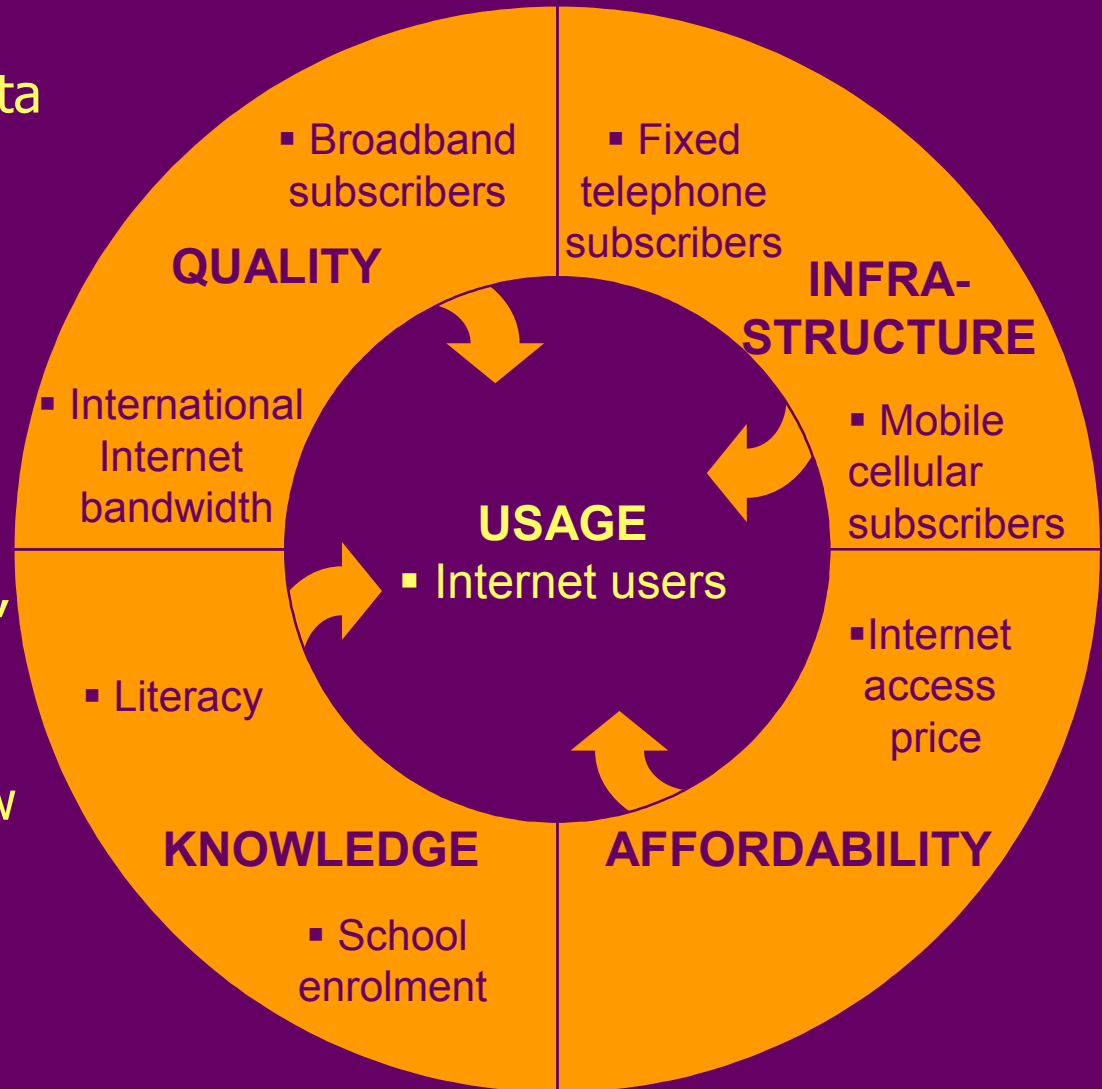 ta
▪ Broadband
subscribers
QUALITY
▪ International
Internet
bandwidth
▪ Fixed
telephone
subscribers
INFRA-
STRUCTURE
▪ Mobile
cellular
subscribers
USAGE
▪ Internet users
▪ Literacy
KNOWLEDGE
▪ School
enrolment
▪Internet
access
price
AFFORDABILITY